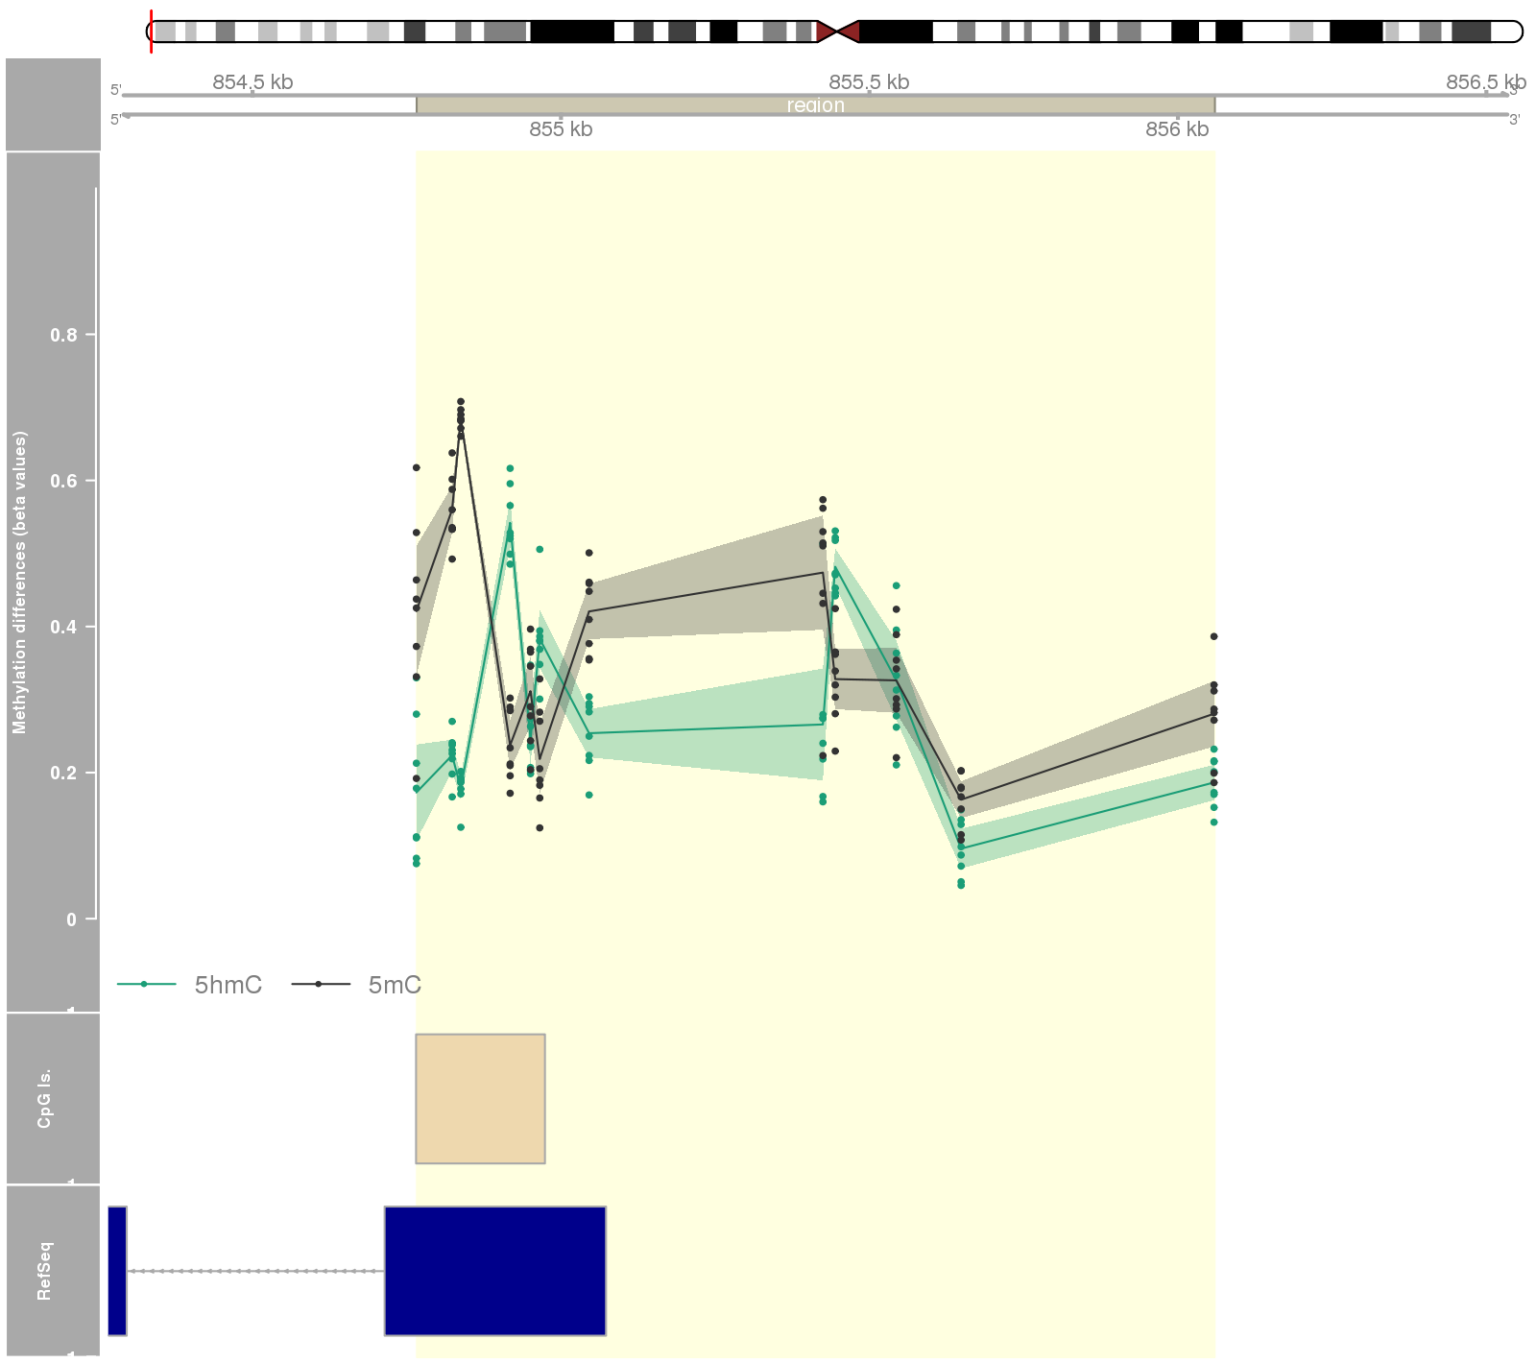 854.5 kb
855.5 kb
856.5 kb
5'
3'
region
5'
3'
855 kb
856 kb
Methylation differences (beta values)
0.8
0.6
0.4
0.2
0
5hmC
5mC
CpG Is.
RefSeq